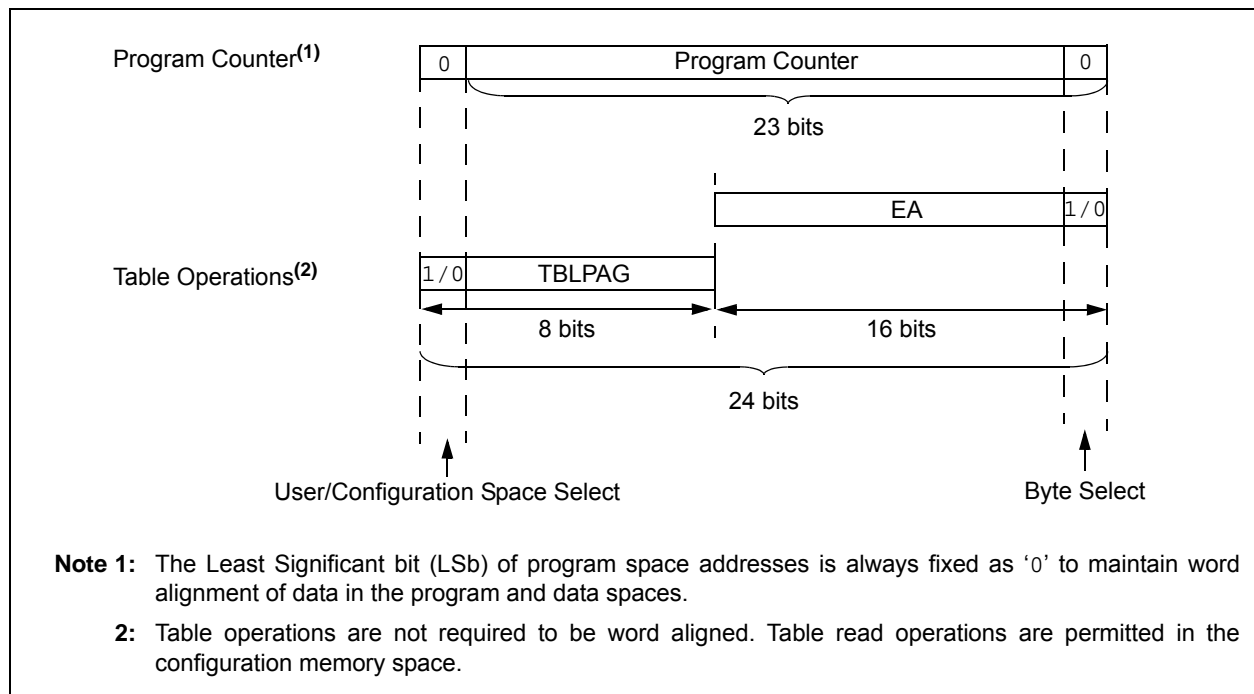 Program Counter(1)
0 Program Counter 0
23 bits
EA 1/0
Table Operations(2)
1/0 TBLPAG
8 bits 16 bits
24 bits
User/Configuration Space Select Byte Select
Note 1: The Least Significant bit (LSb) of program space addresses is always fixed as ‘0’ to maintain word
alignment of data in the program and data spaces.
2: Table operations are not required to be word aligned. Table read operations are permitted in the
configuration memory space.